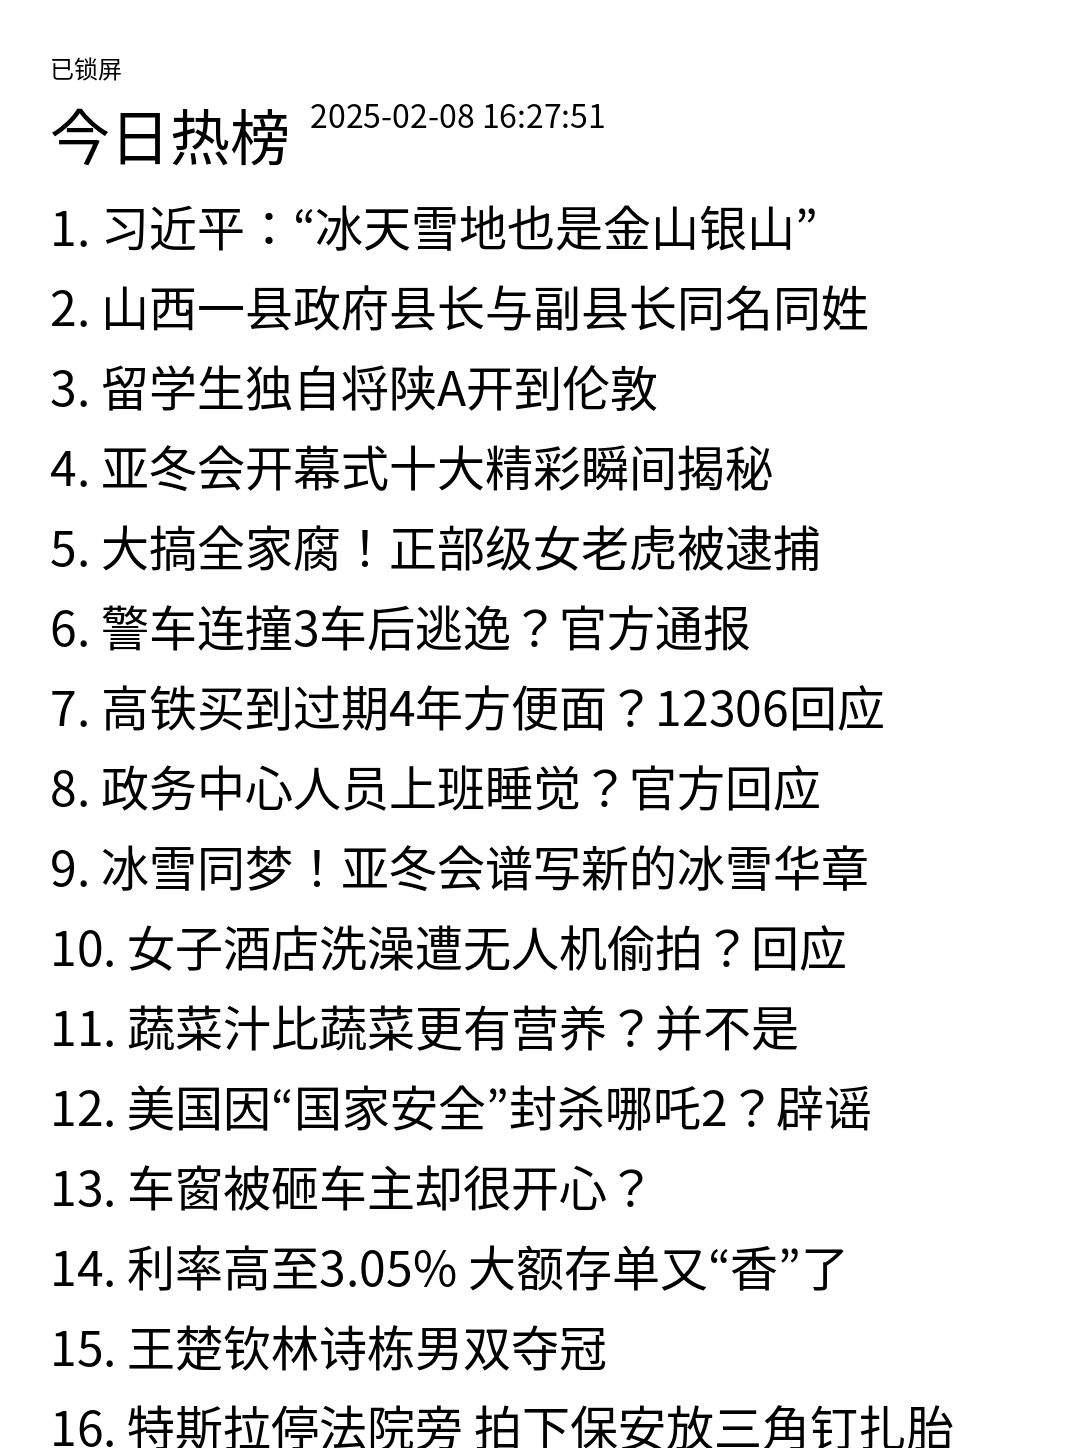 已锁屏
今日热榜 2025-02-08 16:27:51
1. 习近平：“冰天雪地也是金山银山”
2. 山西一县政府县长与副县长同名同姓
3. 留学生独自将陕A开到伦敦
4. 亚冬会开幕式十大精彩瞬间揭秘
5. 大搞全家腐！正部级女老虎被逮捕
6. 警车连撞3车后逃逸？官方通报
7. 高铁买到过期4年方便面？12306回应
8. 政务中心人员上班睡觉？官方回应
9. 冰雪同梦！亚冬会谱写新的冰雪华章
10. 女子酒店洗澡遭无人机偷拍？回应
11. 蔬菜汁比蔬菜更有营养？并不是
12. 美国因“国家安全”封杀哪吒2？辟谣
13. 车窗被砸车主却很开心？
14. 利率高至3.05% 大额存单又“香”了
15. 王楚钦林诗栋男双夺冠
16. 特斯拉停法院旁 拍下保安放三角钉扎胎